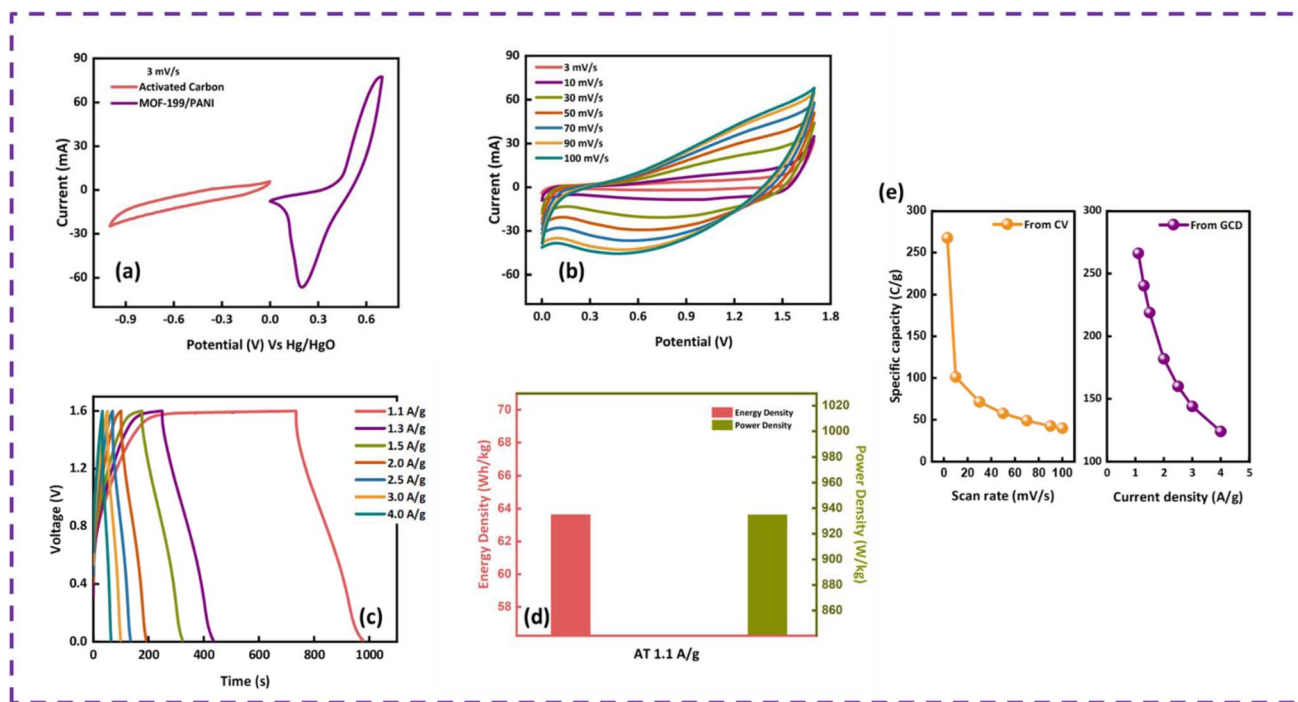 90
60
30
0
-30
-60
Current (mA)
3 mV/s
Activated Carbon
MOF-199/PANI
(a)
-0.9
-0.6
-0.3
0.0
0.3
0.6
Potential (V) Vs Hg/HgO
90
60
30
0
-30
-60
Current (mA)
3 mV/s
10 mV/s
30 mV/s
50 mV/s
70 mV/s
90 mV/s
100 mV/s
(b)
0.0
0.3
0.6
0.9
1.2
1.5
1.8
Potential (V)
1.6
1.2
0.8
0.4
0.0
Voltage (V)
1.1 A/g
1.3 A/g
1.5 A/g
2.0 A/g
2.5 A/g
3.0 A/g
4.0 A/g
(c)
0
200
400
600
800
1000
Time (s)
70
68
66
64
62
60
58
Energy Density (Wh/kg)
Energy Density
Power Density
(d)
AT 1.1 A/g
1020
1000
980
960
940
920
900
880
860
Power Density (W/kg)
(e)
300
250
200
150
100
50
0
Specific capacity (C/g)
From CV
0
20
40
60
80
100
Scan rate (mV/s)
300
250
200
150
100
From GCD
0
1
2
3
4
5
Current density (A/g)